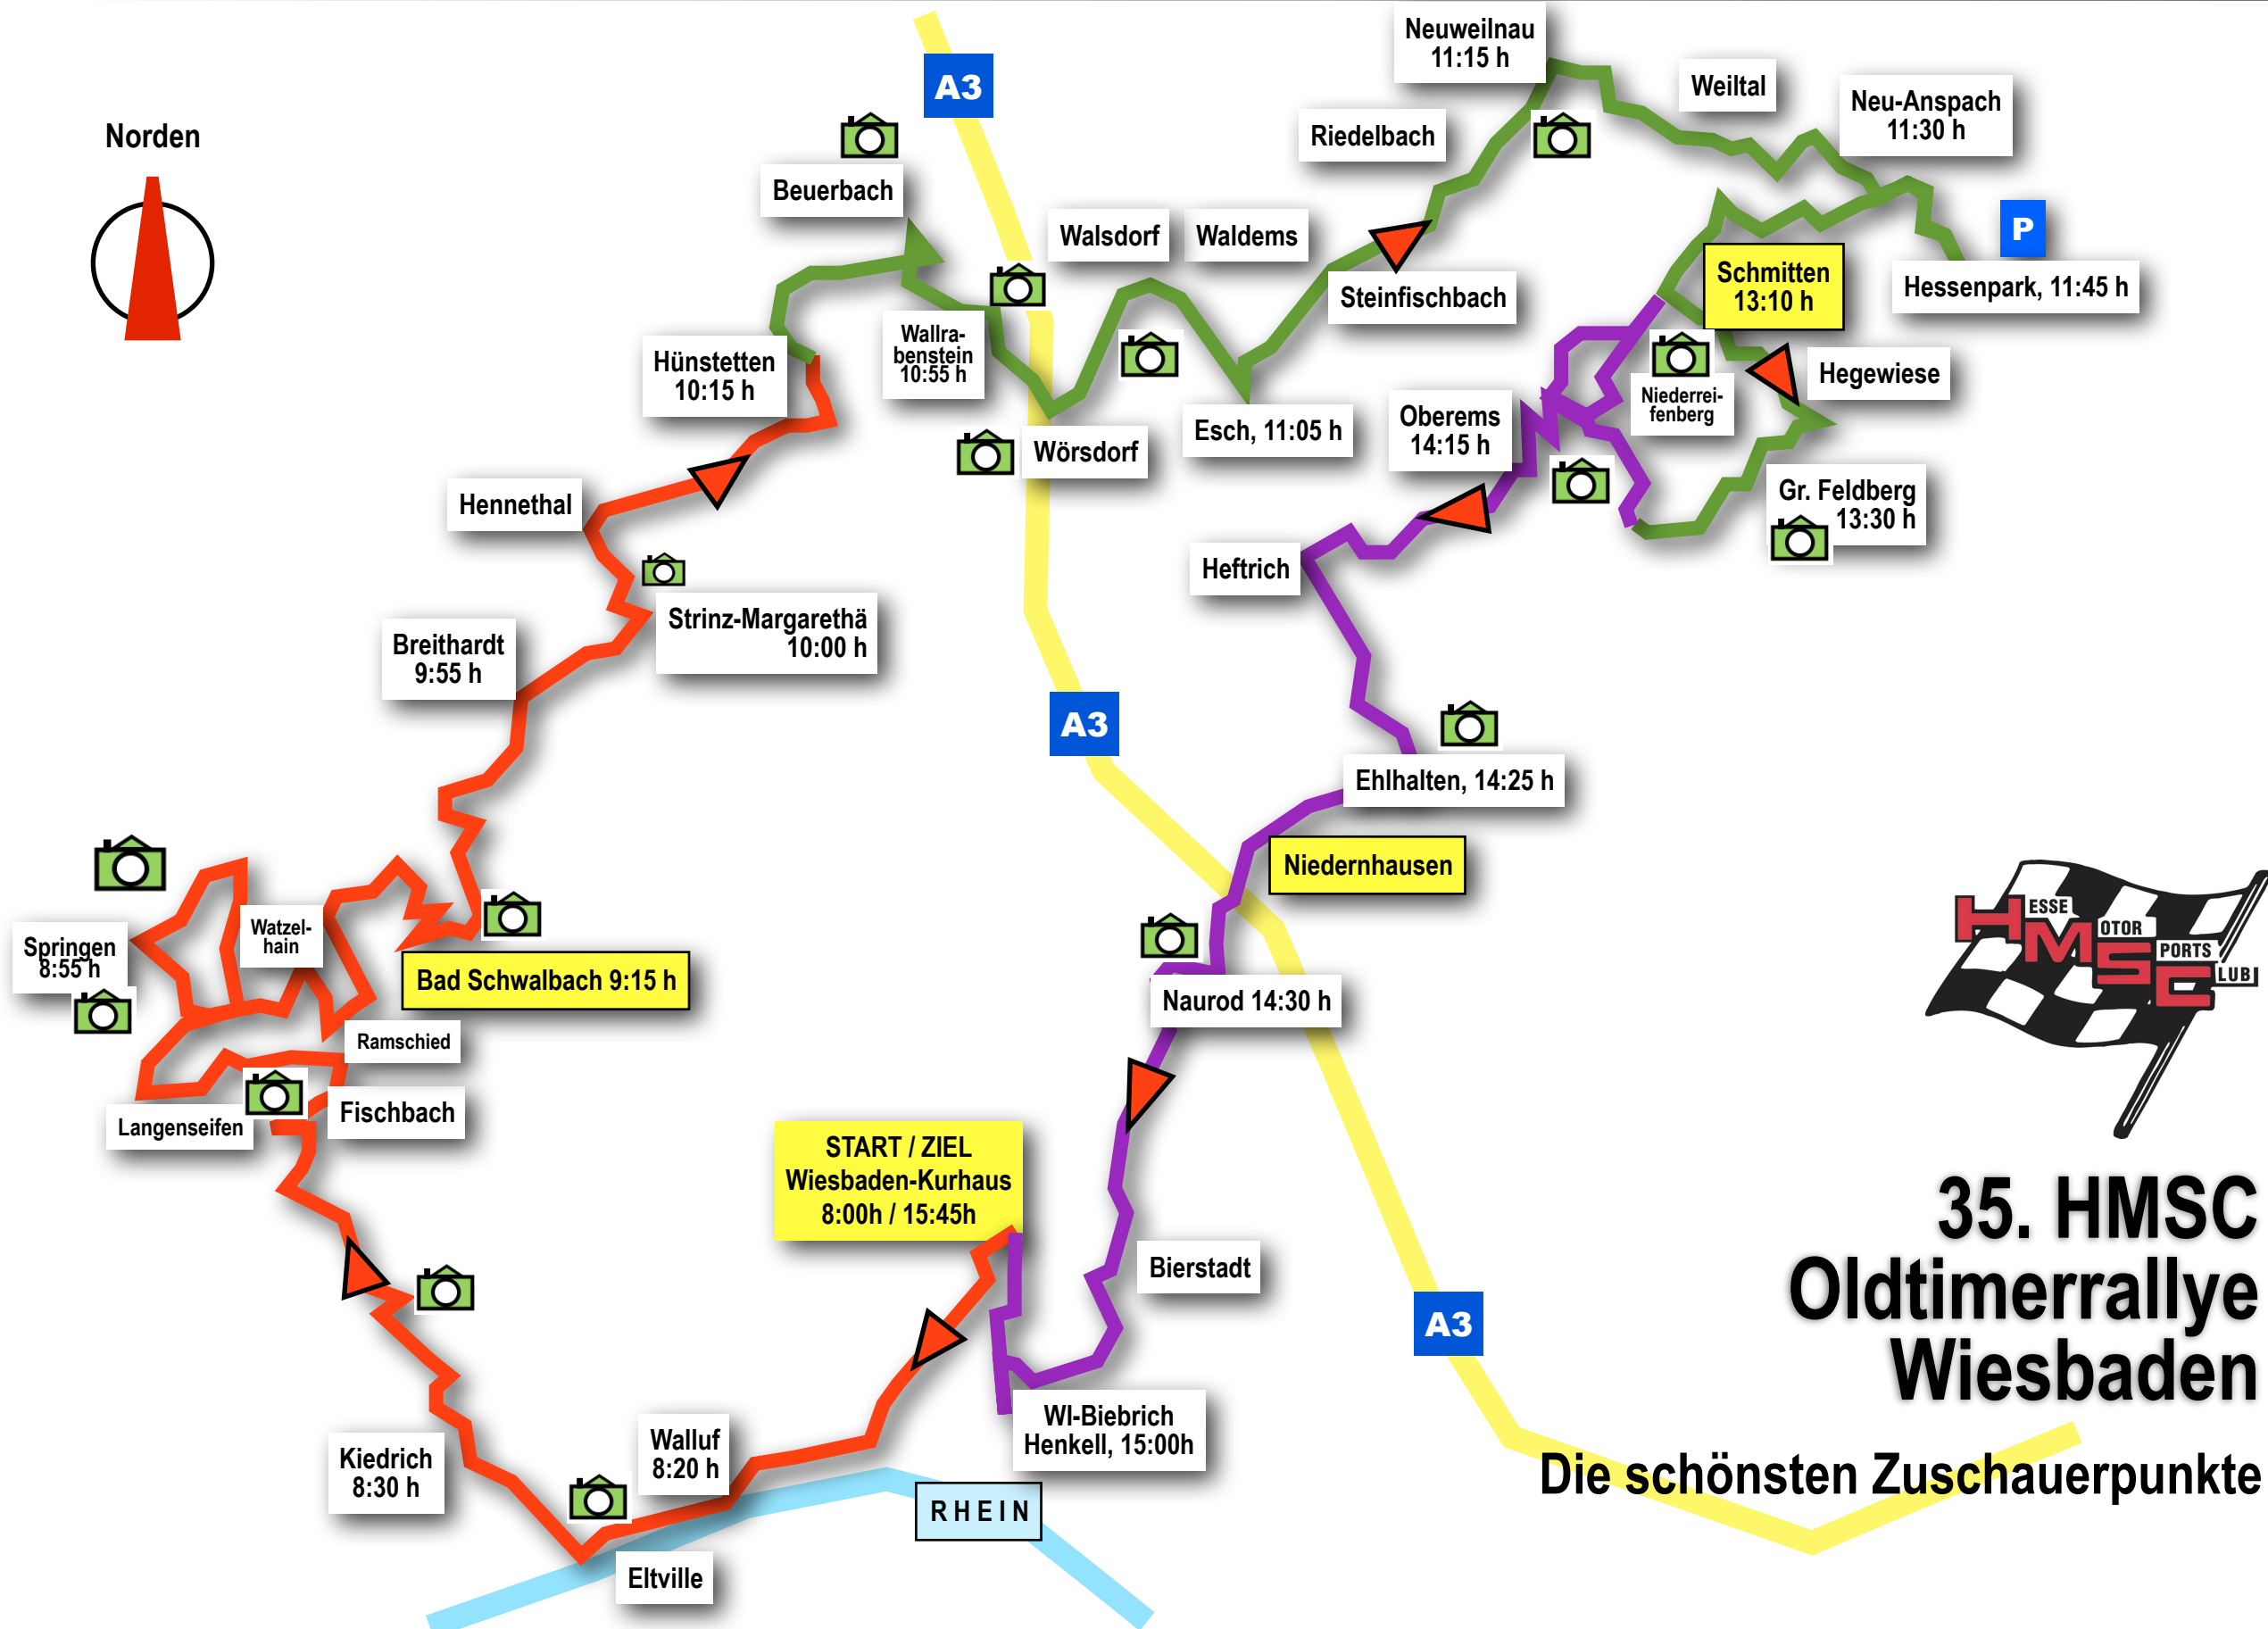 Norden
A3
Neuweilnau
11:15 h
Weiltal
Neu-Anspach
11:30 h
Riedelbach
Beuerbach
Walsdorf
Waldems
P
Steinfischbach
Schmitten
13:10 h
Hessenpark, 11:45 h
Wallra-
benstein
10:55 h
Hünstetten
10:15 h
Hegewiese
Niederrei-
fenberg
Oberems
14:15 h
Esch, 11:05 h
Wörsdorf
Hennethal
Gr. Feldberg
13:30 h
Heftrich
Strinz-Margarethä
10:00 h
Breithardt
9:55 h
A3
Ehlhalten, 14:25 h
Niedernhausen
Watzel-
hain
Springen
8:55 h
Bad Schwalbach 9:15 h
Naurod 14:30 h
Ramschied
Fischbach
Langenseifen
HESSE
MOTOR
SPORTS
CLUB
START / ZIEL
Wiesbaden-Kurhaus
8:00h / 15:45h
Bierstadt
A3
35. HMSC
Oldtimerrallye
Wiesbaden
Die schönsten Zuschauerpunkte
WI-Biebrich
Henkell, 15:00h
Walluf
8:20 h
Kiedrich
8:30 h
RHEIN
Eltville